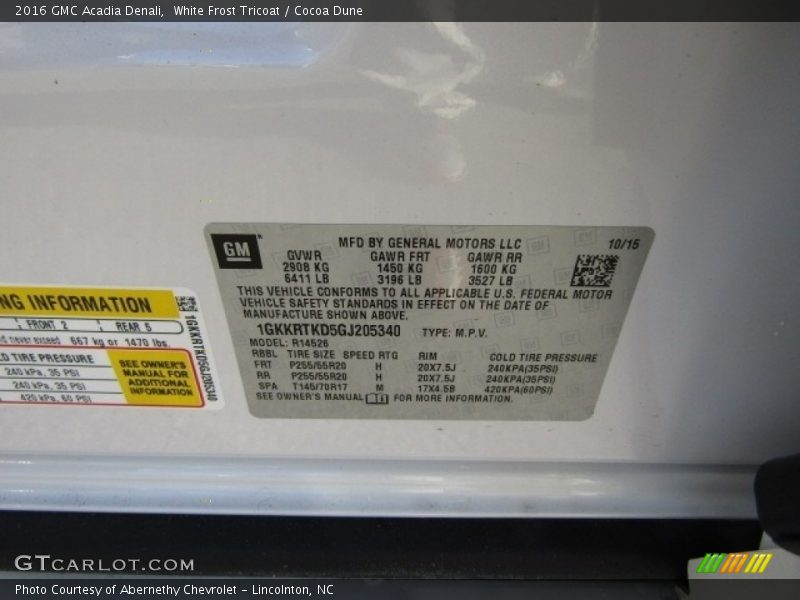 2016 GMC Acadia Denali, White Frost Tricoat / Cocoa Dune
GM
MFD BY GENERAL MOTORS LLC 10/15
GVWR GAWR FRT GAWR RR
2908 KG 1450 KG 1600 KG
6411 LB 3196 LB 3527 LB
THIS VEHICLE CONFORMS TO ALL APPLICABLE U.S. FEDERAL MOTOR
VEHICLE SAFETY STANDARDS IN EFFECT ON THE DATE OF
MANUFACTURE SHOWN ABOVE.
1GKKRTKD5GJ205340 TYPE: M.P.V.
MODEL: R14526
RBBL TIRE SIZE SPEED RTG RIM COLD TIRE PRESSURE
FRT P255/55R20 H 20X7.5J 240KPA(35PSI)
RR P255/55R20 H 20X7.5J 240KPA(35PSI)
SPA T145/70R17 M 17X4.5B 420KPA(60PSI)
SEE OWNER'S MANUAL FOR MORE INFORMATION.
NG INFORMATION
FRONT 2 REAR 5
never exceed 667 kg or 1470 lbs.
LD TIRE PRESSURE
240 kPa, 35 PSI
240 kPa, 35 PSI
420 kPa, 60 PSI
SEE OWNER'S
MANUAL FOR
ADDITIONAL
INFORMATION
1GKKRTKD5GJ205340
GTCARLOT.COM
Photo Courtesy of Abernethy Chevrolet – Lincolnton, NC